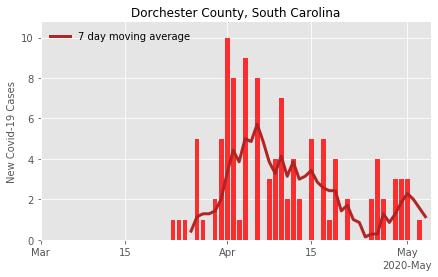 Dorchester County, South Carolina
7 day moving average
New Covid-19 Cases
10
8
6
4
2
0
Mar 15 Apr 15 May
2020-May